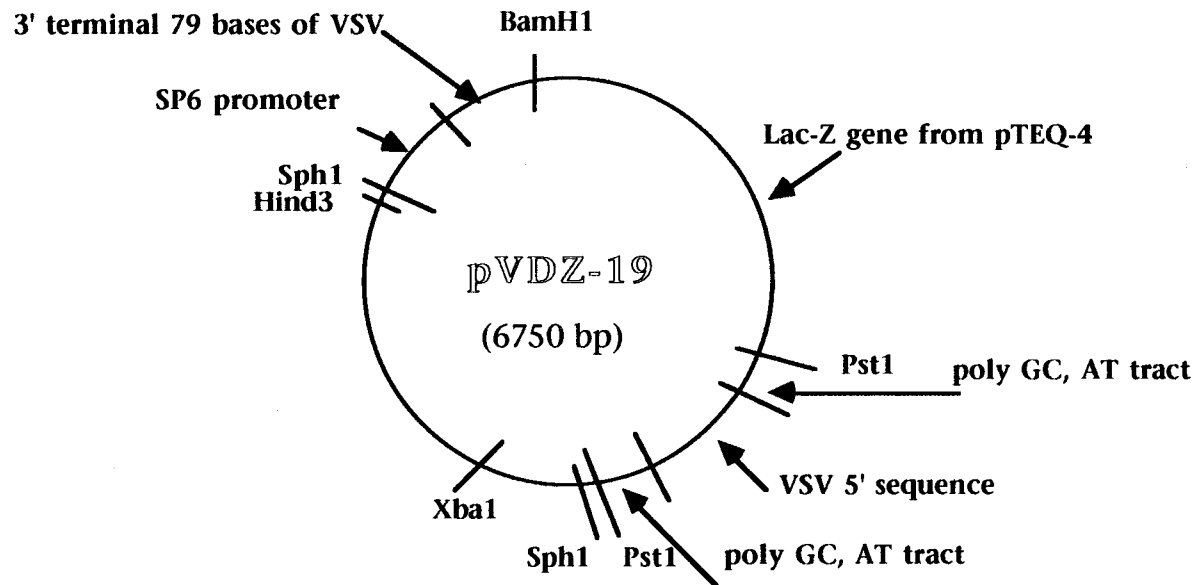 3' terminal 79 bases of VSV
BamH1
SP6 promoter
Lac-Z gene from pTEQ-4
Sph1
Hind3
pVDZ-19
(6750 bp)
Pst1
poly GC, AT tract
VSV 5' sequence
Xba1
Sph1
Pst1
poly GC, AT tract